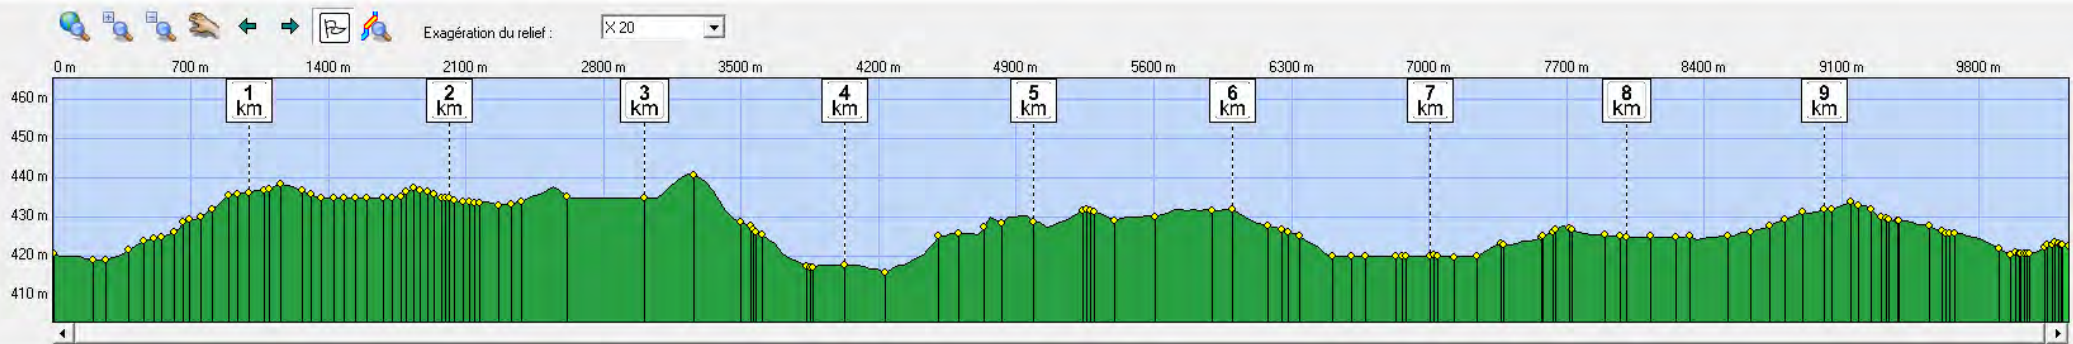 Exagération du relief :
X 20
0 m 700 m 1400 m 2100 m 2800 m 3500 m 4200 m 4900 m 5600 m 6300 m 7000 m 7700 m 8400 m 9100 m 9800 m
1 km
2 km
3 km
4 km
5 km
6 km
7 km
8 km
9 km
460 m
450 m
440 m
430 m
420 m
410 m